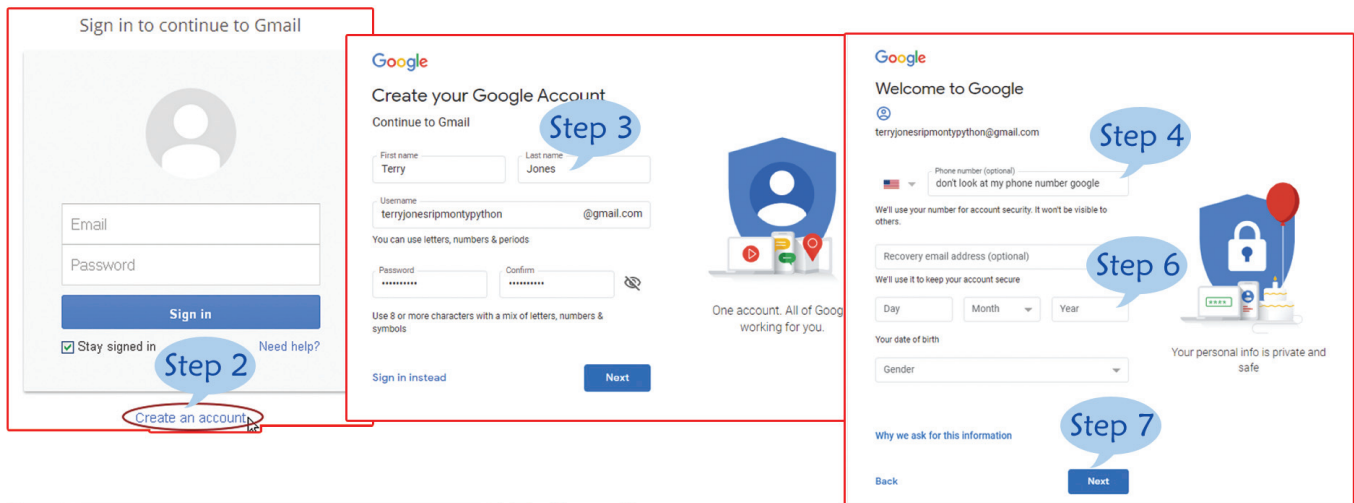 Sign in to continue to Gmail
Email
Password
Sign in
Stay signed in
Need help?
Step 2
Create an account
Google
Create your Google Account
Continue to Gmail
Step 3
First name
Terry
Last name
Jones
Username
terryjonesripmontypython
@gmail.com
You can use letters, numbers & periods
Password
••••••••••
Confirm
••••••••••
Use 8 or more characters with a mix of letters, numbers &
symbols
Sign in instead
Next
One account. All of Goog
working for you.
Google
Welcome to Google
terryjonesripmontypython@gmail.com
Step 4
Phone number (optional)
don't look at my phone number google
We'll use your number for account security. It won't be visible to
others.
Recovery email address (optional)
Step 6
We'll use it to keep your account secure
Day
Month
Year
Your date of birth
Gender
Your personal info is private and
safe
Step 7
Why we ask for this information
Back
Next